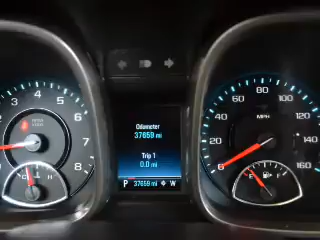 Odometer
37659 mi
Trip 1
0.0 mi
P 37659 mi W
1 2 3 4 5 6 7 8
C H
20 40 60 80 100 120 140 160
MPH
E F